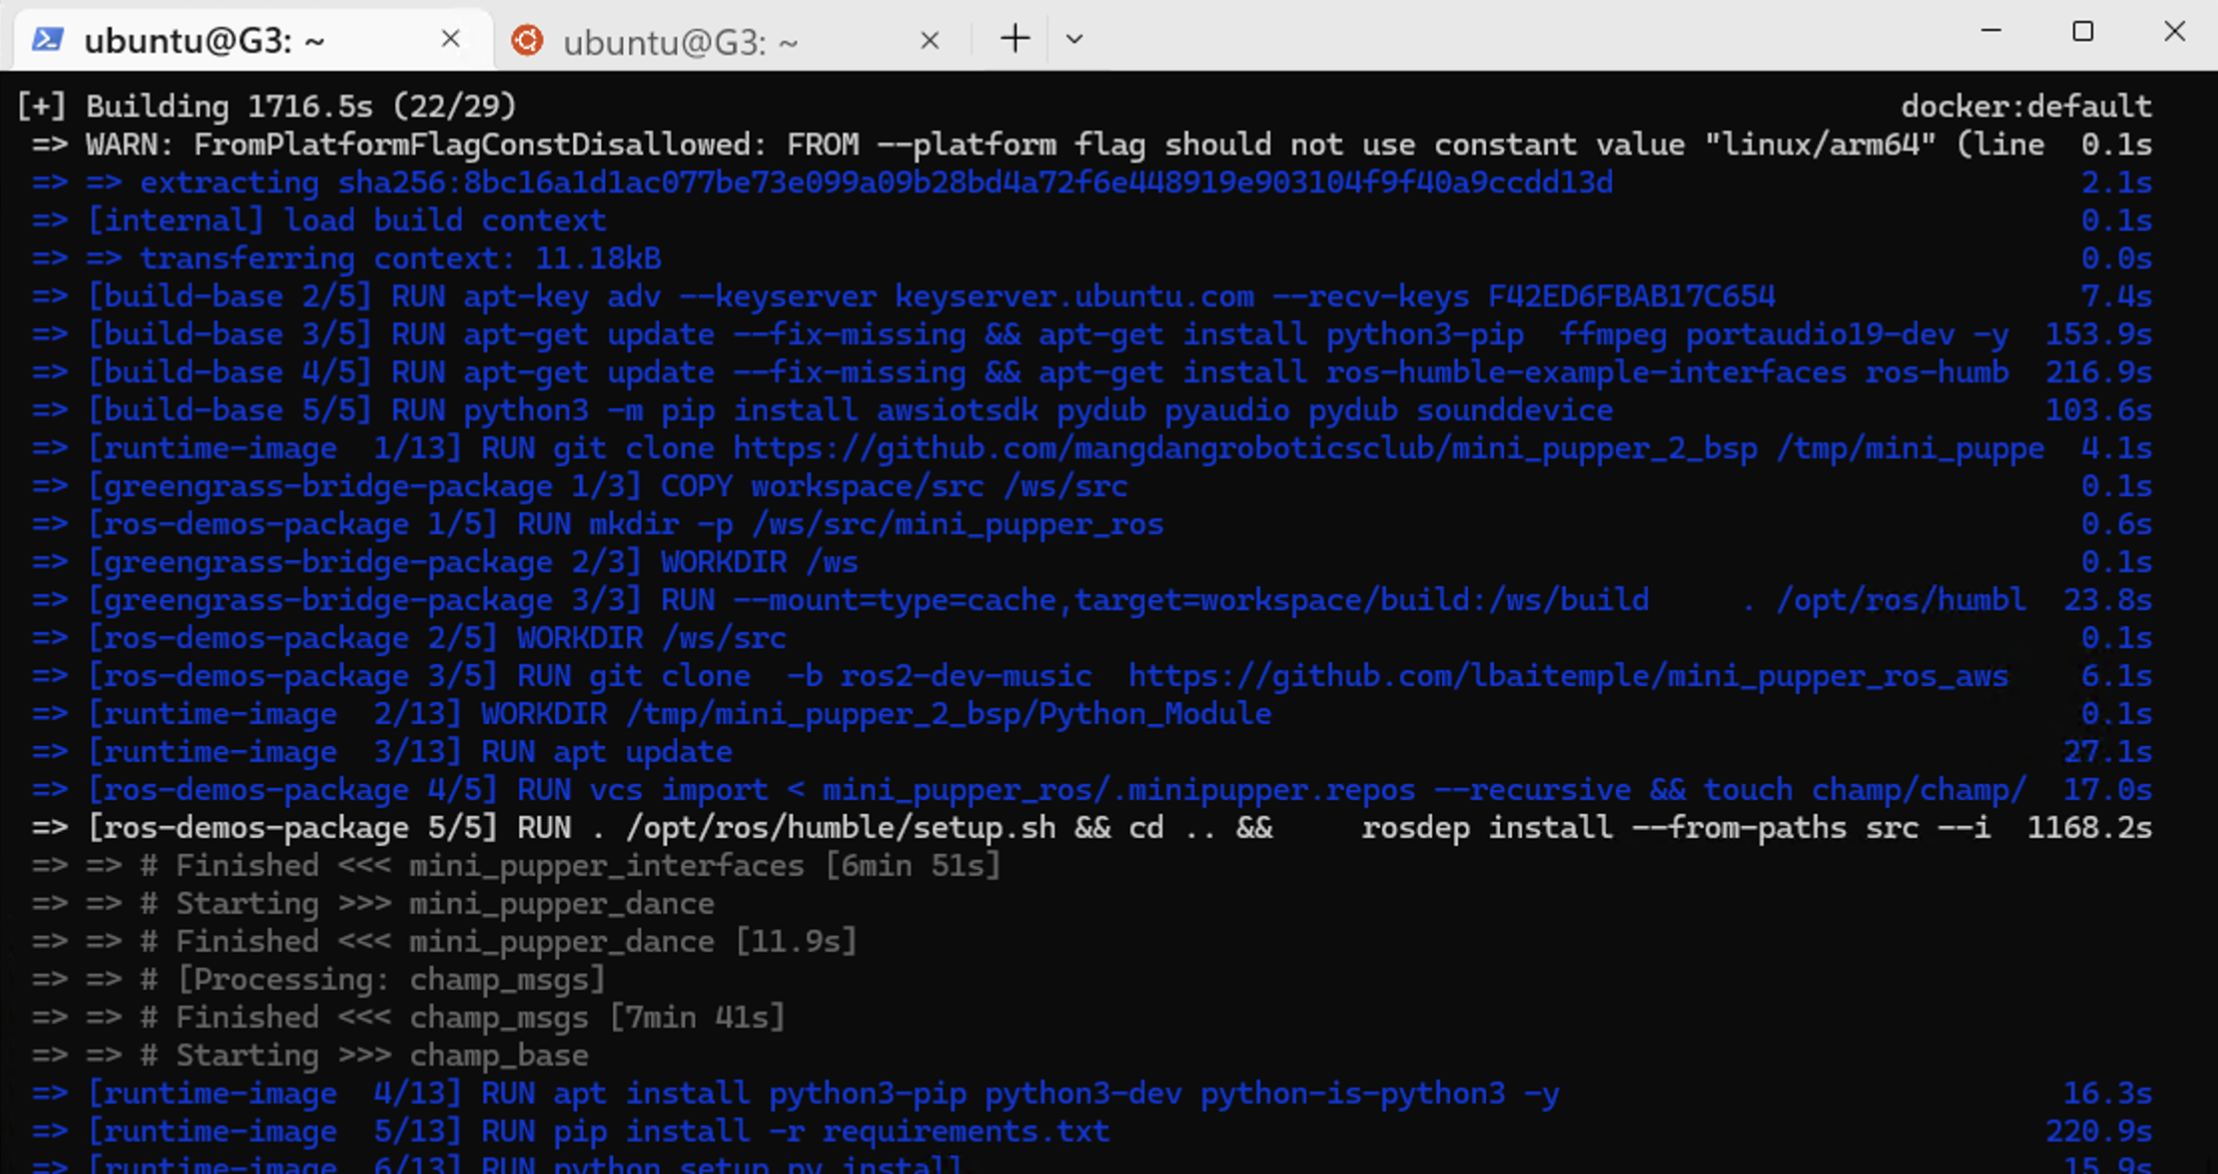 ubuntu@G3: ~
ubuntu@G3: ~
[+] Building 1716.5s (22/29) docker:default
=> WARN: FromPlatformFlagConstDisallowed: FROM --platform flag should not use constant value "linux/arm64" (line 0.1s
=> => extracting sha256:8bc16a1d1ac077be73e099a09b28bd4a72f6e448919e903104f9f40a9ccdd13d 2.1s
=> [internal] load build context 0.1s
=> => transferring context: 11.18kB 0.0s
=> [build-base 2/5] RUN apt-key adv --keyserver keyserver.ubuntu.com --recv-keys F42ED6FBAB17C654 7.4s
=> [build-base 3/5] RUN apt-get update --fix-missing && apt-get install python3-pip  ffmpeg portaudio19-dev -y 153.9s
=> [build-base 4/5] RUN apt-get update --fix-missing && apt-get install ros-humble-example-interfaces ros-humb 216.9s
=> [build-base 5/5] RUN python3 -m pip install awsiotsdk pydub pyaudio pydub sounddevice 103.6s
=> [runtime-image  1/13] RUN git clone https://github.com/mangdangroboticsclub/mini_pupper_2_bsp /tmp/mini_puppe 4.1s
=> [greengrass-bridge-package 1/3] COPY workspace/src /ws/src 0.1s
=> [ros-demos-package 1/5] RUN mkdir -p /ws/src/mini_pupper_ros 0.6s
=> [greengrass-bridge-package 2/3] WORKDIR /ws 0.1s
=> [greengrass-bridge-package 3/3] RUN --mount=type=cache,target=workspace/build:/ws/build     . /opt/ros/humbl 23.8s
=> [ros-demos-package 2/5] WORKDIR /ws/src 0.1s
=> [ros-demos-package 3/5] RUN git clone  -b ros2-dev-music  https://github.com/lbaitemple/mini_pupper_ros_aws 6.1s
=> [runtime-image  2/13] WORKDIR /tmp/mini_pupper_2_bsp/Python_Module 0.1s
=> [runtime-image  3/13] RUN apt update 27.1s
=> [ros-demos-package 4/5] RUN vcs import < mini_pupper_ros/.minipupper.repos --recursive && touch champ/champ/ 17.0s
=> [ros-demos-package 5/5] RUN . /opt/ros/humble/setup.sh && cd .. &&     rosdep install --from-paths src --i 1168.2s
=> => # Finished <<< mini_pupper_interfaces [6min 51s]
=> => # Starting >>> mini_pupper_dance
=> => # Finished <<< mini_pupper_dance [11.9s]
=> => # [Processing: champ_msgs]
=> => # Finished <<< champ_msgs [7min 41s]
=> => # Starting >>> champ_base
=> [runtime-image  4/13] RUN apt install python3-pip python3-dev python-is-python3 -y 16.3s
=> [runtime-image  5/13] RUN pip install -r requirements.txt 220.9s
=> [runtime-image  6/13] RUN python setup.py install 15.9s